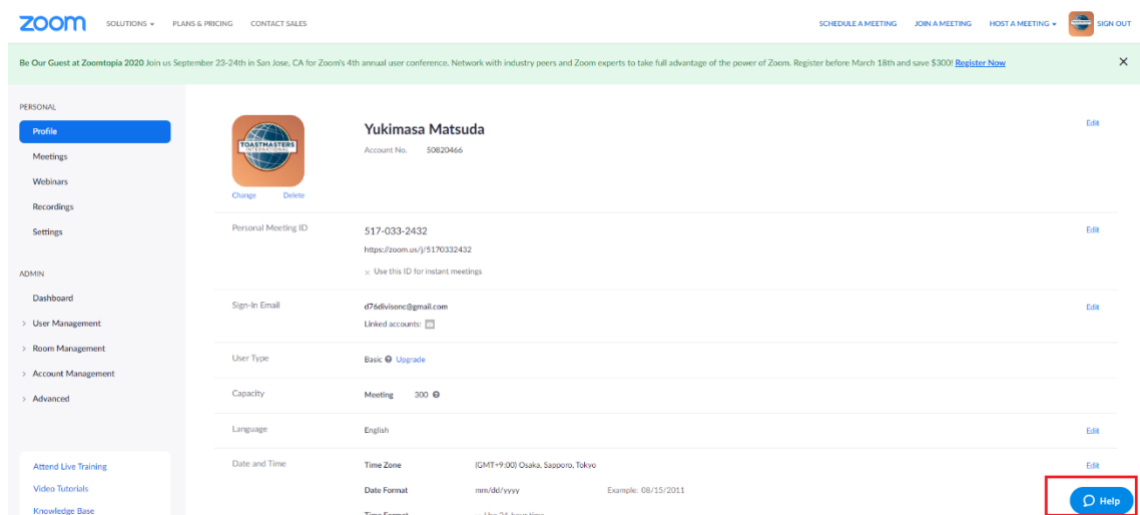 zoom SOLUTIONS PLANS & PRICING CONTACT SALES SCHEDULE A MEETING JOIN A MEETING HOST A MEETING SIGN OUT
Be Our Guest at Zoomtopia 2020 Join us September 23-24th in San Jose, CA for Zoom's 4th annual user conference. Network with industry peers and Zoom experts to take full advantage of the power of Zoom. Register before March 18th and save $300! Register Now
PERSONAL
Profile
Meetings
Webinars
Recordings
Settings
ADMIN
Dashboard
User Management
Room Management
Account Management
Advanced
Attend Live Training
Video Tutorials
Knowledge Base
TOASTMASTERS
INTERNATIONAL
Change Delete
Yukimasa Matsuda Edit
Account No. 50820466
Personal Meeting ID 517-033-2432 Edit
https://zoom.us/j/5170332432
× Use this ID for instant meetings
Sign-In Email d76divisonc@gmail.com Edit
Linked accounts:
User Type Basic Upgrade
Capacity Meeting 300
Language English Edit
Date and Time Time Zone (GMT+9:00) Osaka, Sapporo, Tokyo Edit
Date Format mm/dd/yyyy Example: 08/15/2011
Time Format Use 24-hour time
Help